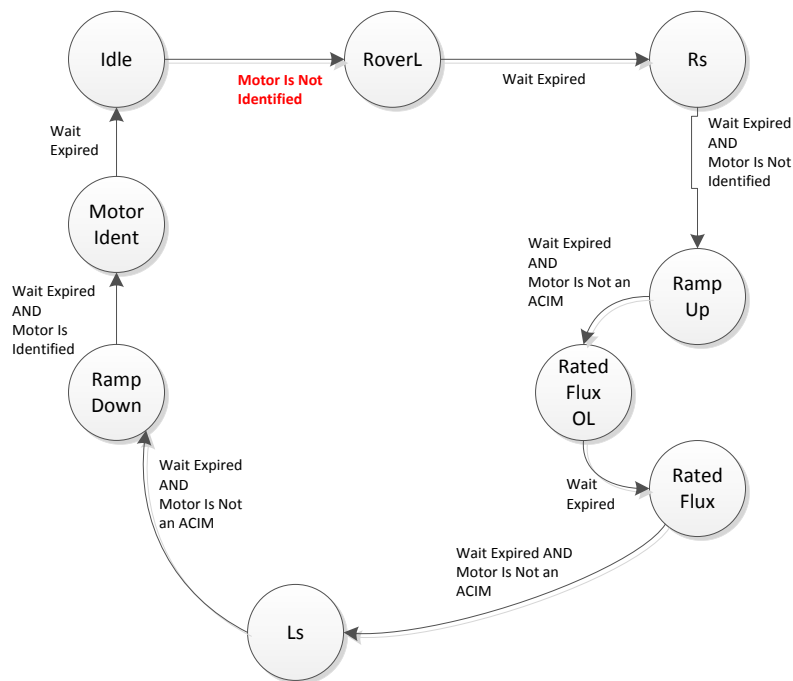 Idle
RoverL
Rs
Motor Is Not
Identified
Wait Expired
Wait Expired
AND
Motor Is Not
Identified
Wait
Expired
Motor
Ident
Wait Expired
AND
Motor Is Not an
ACIM
Ramp
Up
Wait Expired
AND
Motor Is
Identified
Ramp
Down
Rated
Flux
OL
Wait
Expired
Rated
Flux
Wait Expired
AND
Motor Is Not
an ACIM
Wait Expired AND
Motor Is Not an
ACIM
Ls